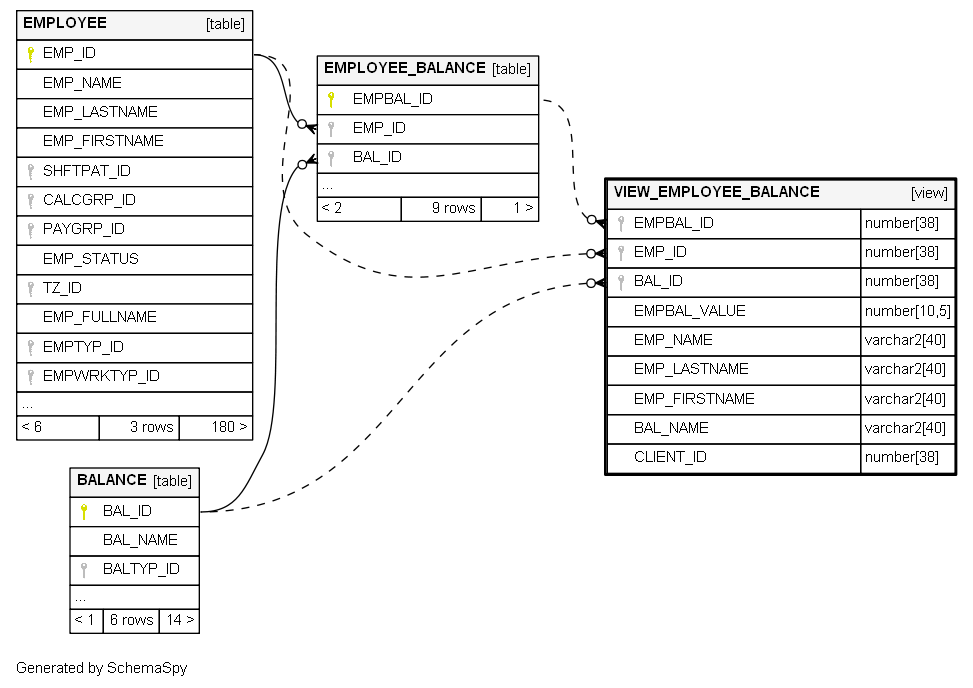 EMPLOYEE [table]
EMP_ID
EMP_NAME
EMP_LASTNAME
EMP_FIRSTNAME
SHFTPAT_ID
CALCGRP_ID
PAYGRP_ID
EMP_STATUS
TZ_ID
EMP_FULLNAME
EMPTYP_ID
EMPWRKTYP_ID
...
< 6 3 rows 180 >
BALANCE [table]
BAL_ID
BAL_NAME
BALTYP_ID
...
< 1 6 rows 14 >
EMPLOYEE_BALANCE [table]
EMPBAL_ID
EMP_ID
BAL_ID
...
< 2 9 rows 1 >
VIEW_EMPLOYEE_BALANCE [view]
EMPBAL_ID number[38]
EMP_ID number[38]
BAL_ID number[38]
EMPBAL_VALUE number[10,5]
EMP_NAME varchar2[40]
EMP_LASTNAME varchar2[40]
EMP_FIRSTNAME varchar2[40]
BAL_NAME varchar2[40]
CLIENT_ID number[38]
Generated by SchemaSpy